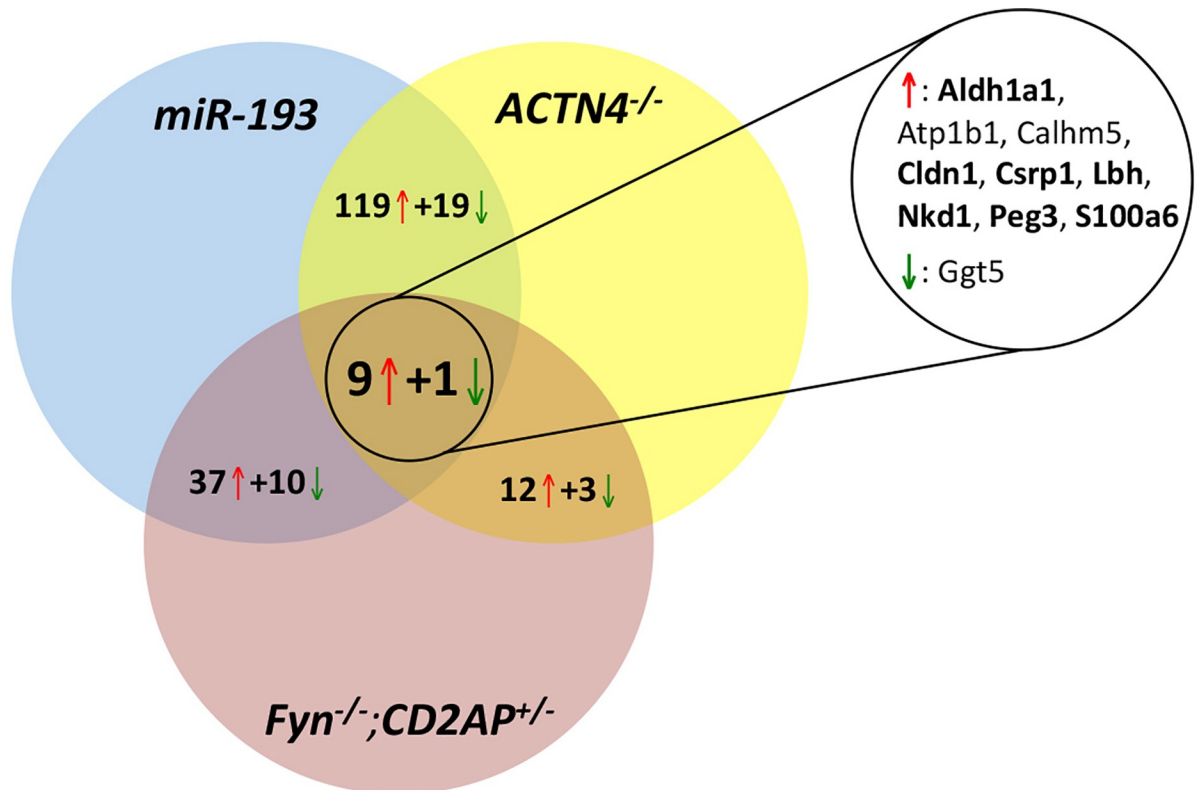 miR-193
ACTN4-/-
119↑+19↓
9↑+1↓
37↑+10↓
12↑+3↓
Fyn-/-;CD2AP+/-
↑: Aldh1a1,
Atp1b1, Calhm5,
Cldn1, Csrp1, Lbh,
Nkd1, Peg3, S100a6
↓: Ggt5